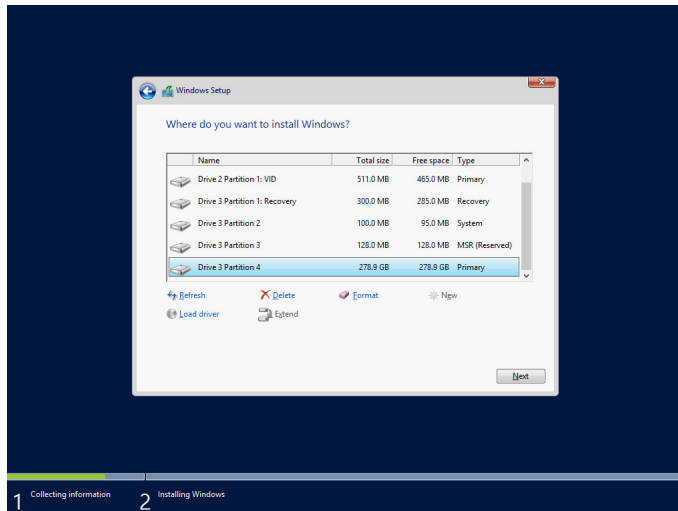 Windows Setup
Where do you want to install Windows?
Name Total size Free space Type
Drive 2 Partition 1: VID 511.0 MB 465.0 MB Primary
Drive 3 Partition 1: Recovery 300.0 MB 285.0 MB Recovery
Drive 3 Partition 2 100.0 MB 95.0 MB System
Drive 3 Partition 3 128.0 MB 128.0 MB MSR (Reserved)
Drive 3 Partition 4 278.9 GB 278.9 GB Primary
Refresh Delete Format New
Load driver Extend
Next
1 Collecting information 2 Installing Windows